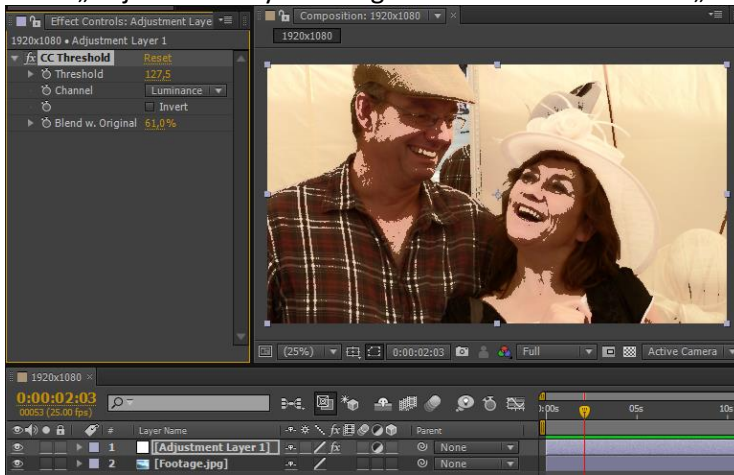 Effect Controls: Adjustment Laye
1920x1080 • Adjustment Layer 1
fx CC Threshold Reset
Threshold 127,5
Channel Luminance
Invert
Blend w. Original 61,0%
Composition: 1920x1080
1920x1080
(25%) 0:00:02:03 Full Active Camera
1920x1080
0:00:02:03
00053 (25.00 fps)
:00s 05s 10s
# Layer Name fx Parent
1 [Adjustment Layer 1] fx None
2 [Footage.jpg] None